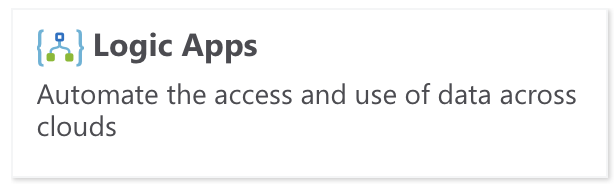 Logic Apps
Automate the access and use of data across
clouds